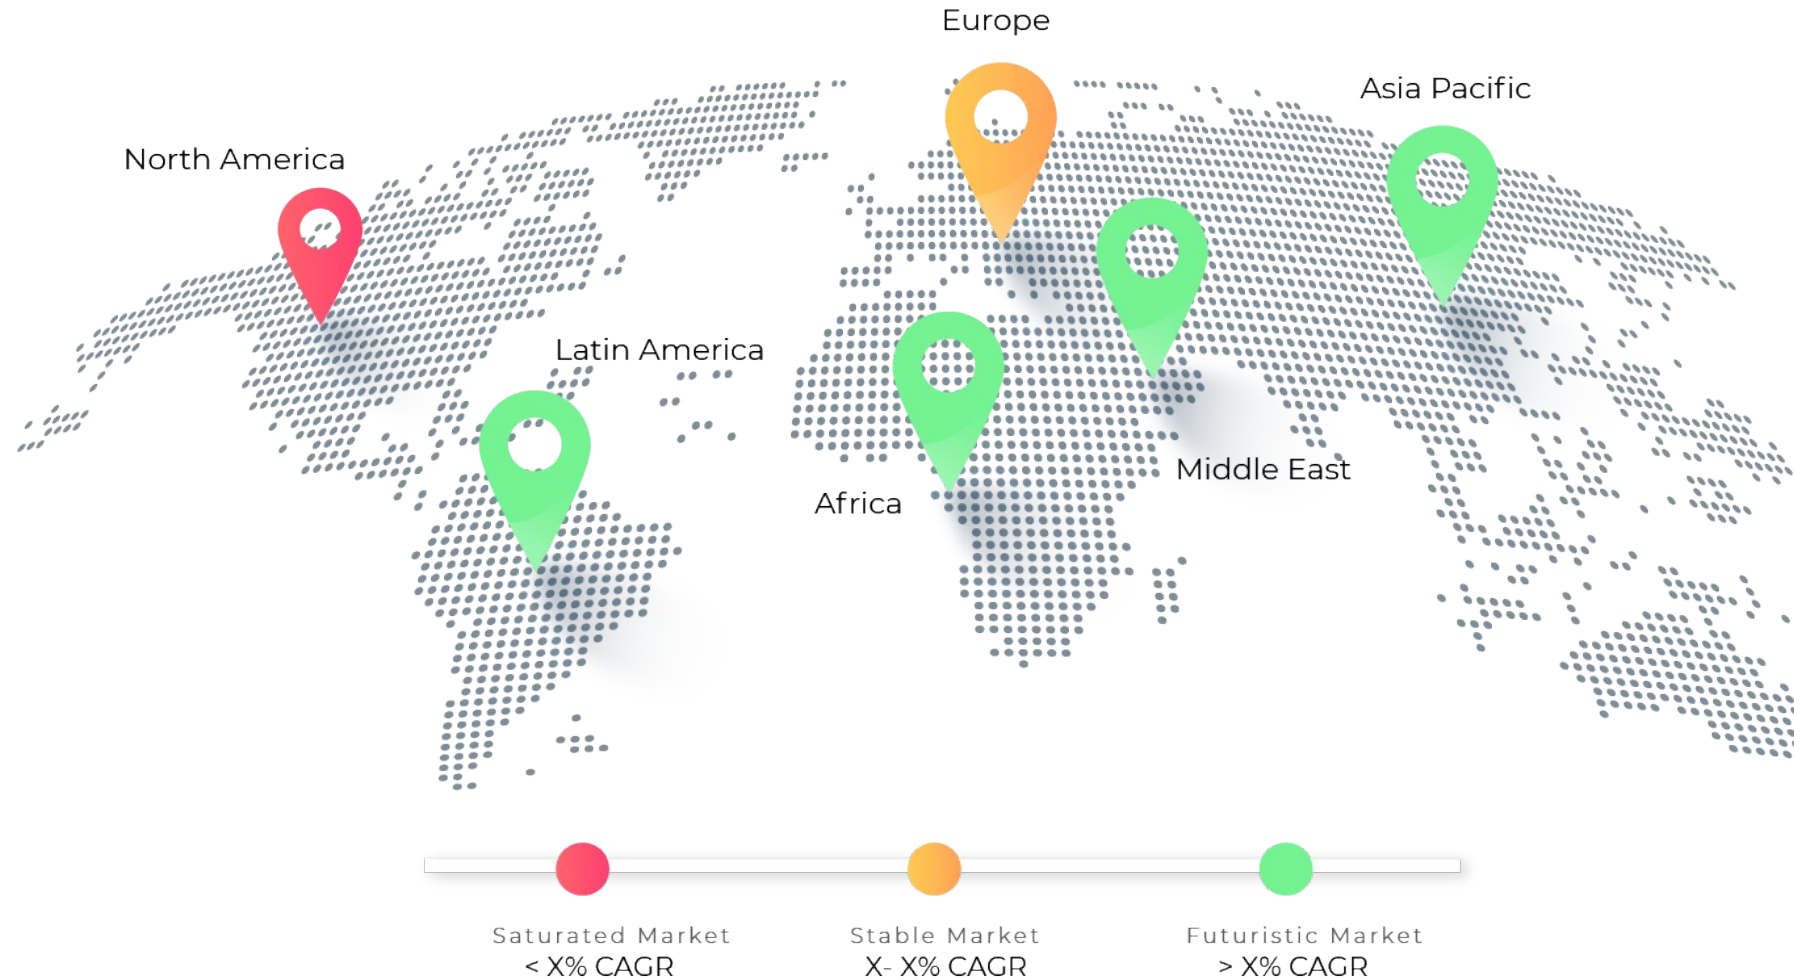 Europe
Asia Pacific
North America
Latin America
Middle East
Africa
Saturated Market
< X% CAGR
Stable Market
X- X% CAGR
Futuristic Market
> X% CAGR